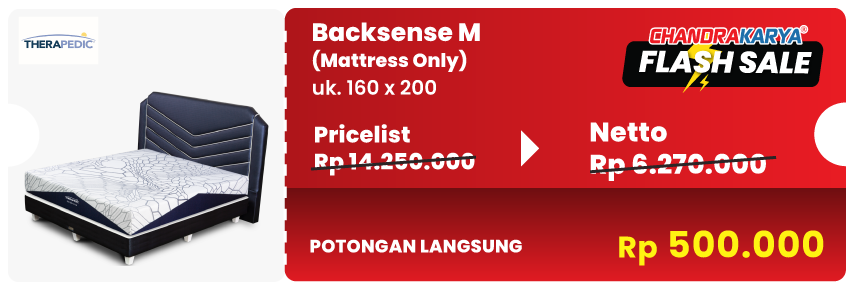 THERAPEDIC
Backsense M
(Mattress Only)
uk. 160 x 200
CHANDRAKARYA®
FLASH SALE
Pricelist
Rp 14.250.000
Netto
Rp 6.270.000
POTONGAN LANGSUNG
Rp 500.000